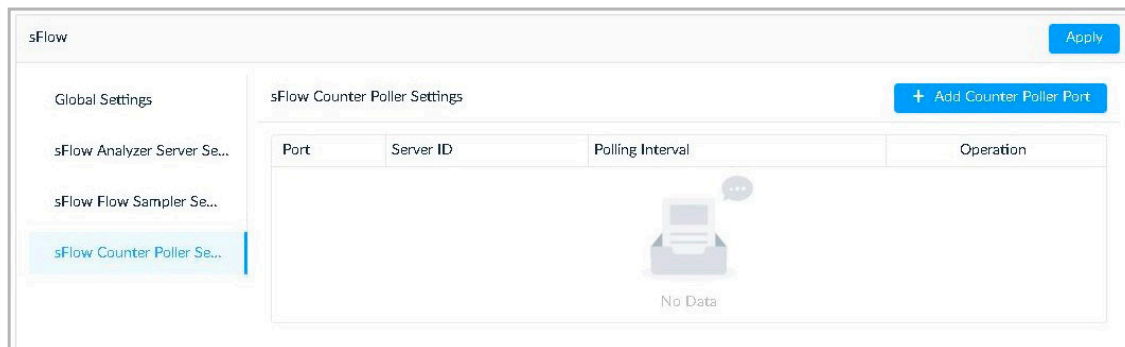 sFlow
Apply
Global Settings
sFlow Analyzer Server Se...
sFlow Flow Sampler Se...
sFlow Counter Poller Se...
sFlow Counter Poller Settings
+ Add Counter Poller Port
Port Server ID Polling Interval Operation
No Data